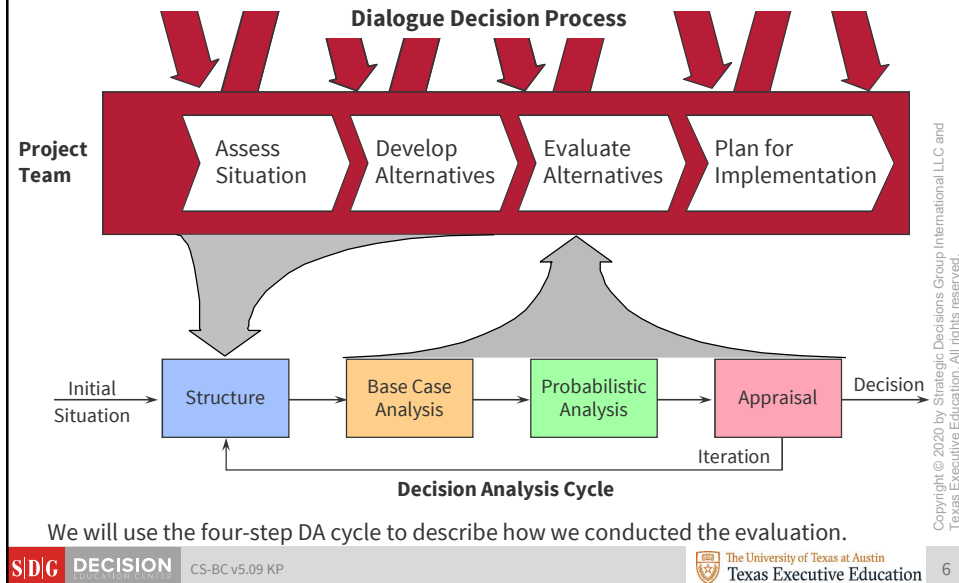 Dialogue Decision Process
Project
Team
Assess
Situation
Develop
Alternatives
Evaluate
Alternatives
Plan for
Implementation
Initial
Situation
Structure
Base Case
Analysis
Probabilistic
Analysis
Appraisal
Decision
Iteration
Decision Analysis Cycle
We will use the four-step DA cycle to describe how we conducted the evaluation.
Copyright © 2020 by Strategic Decisions Group International LLC and
Texas Executive Education. All rights reserved.
SDG DECISION
EDUCATION CENTER
CS-BC v5.09 KP
The University of Texas at Austin
Texas Executive Education
6